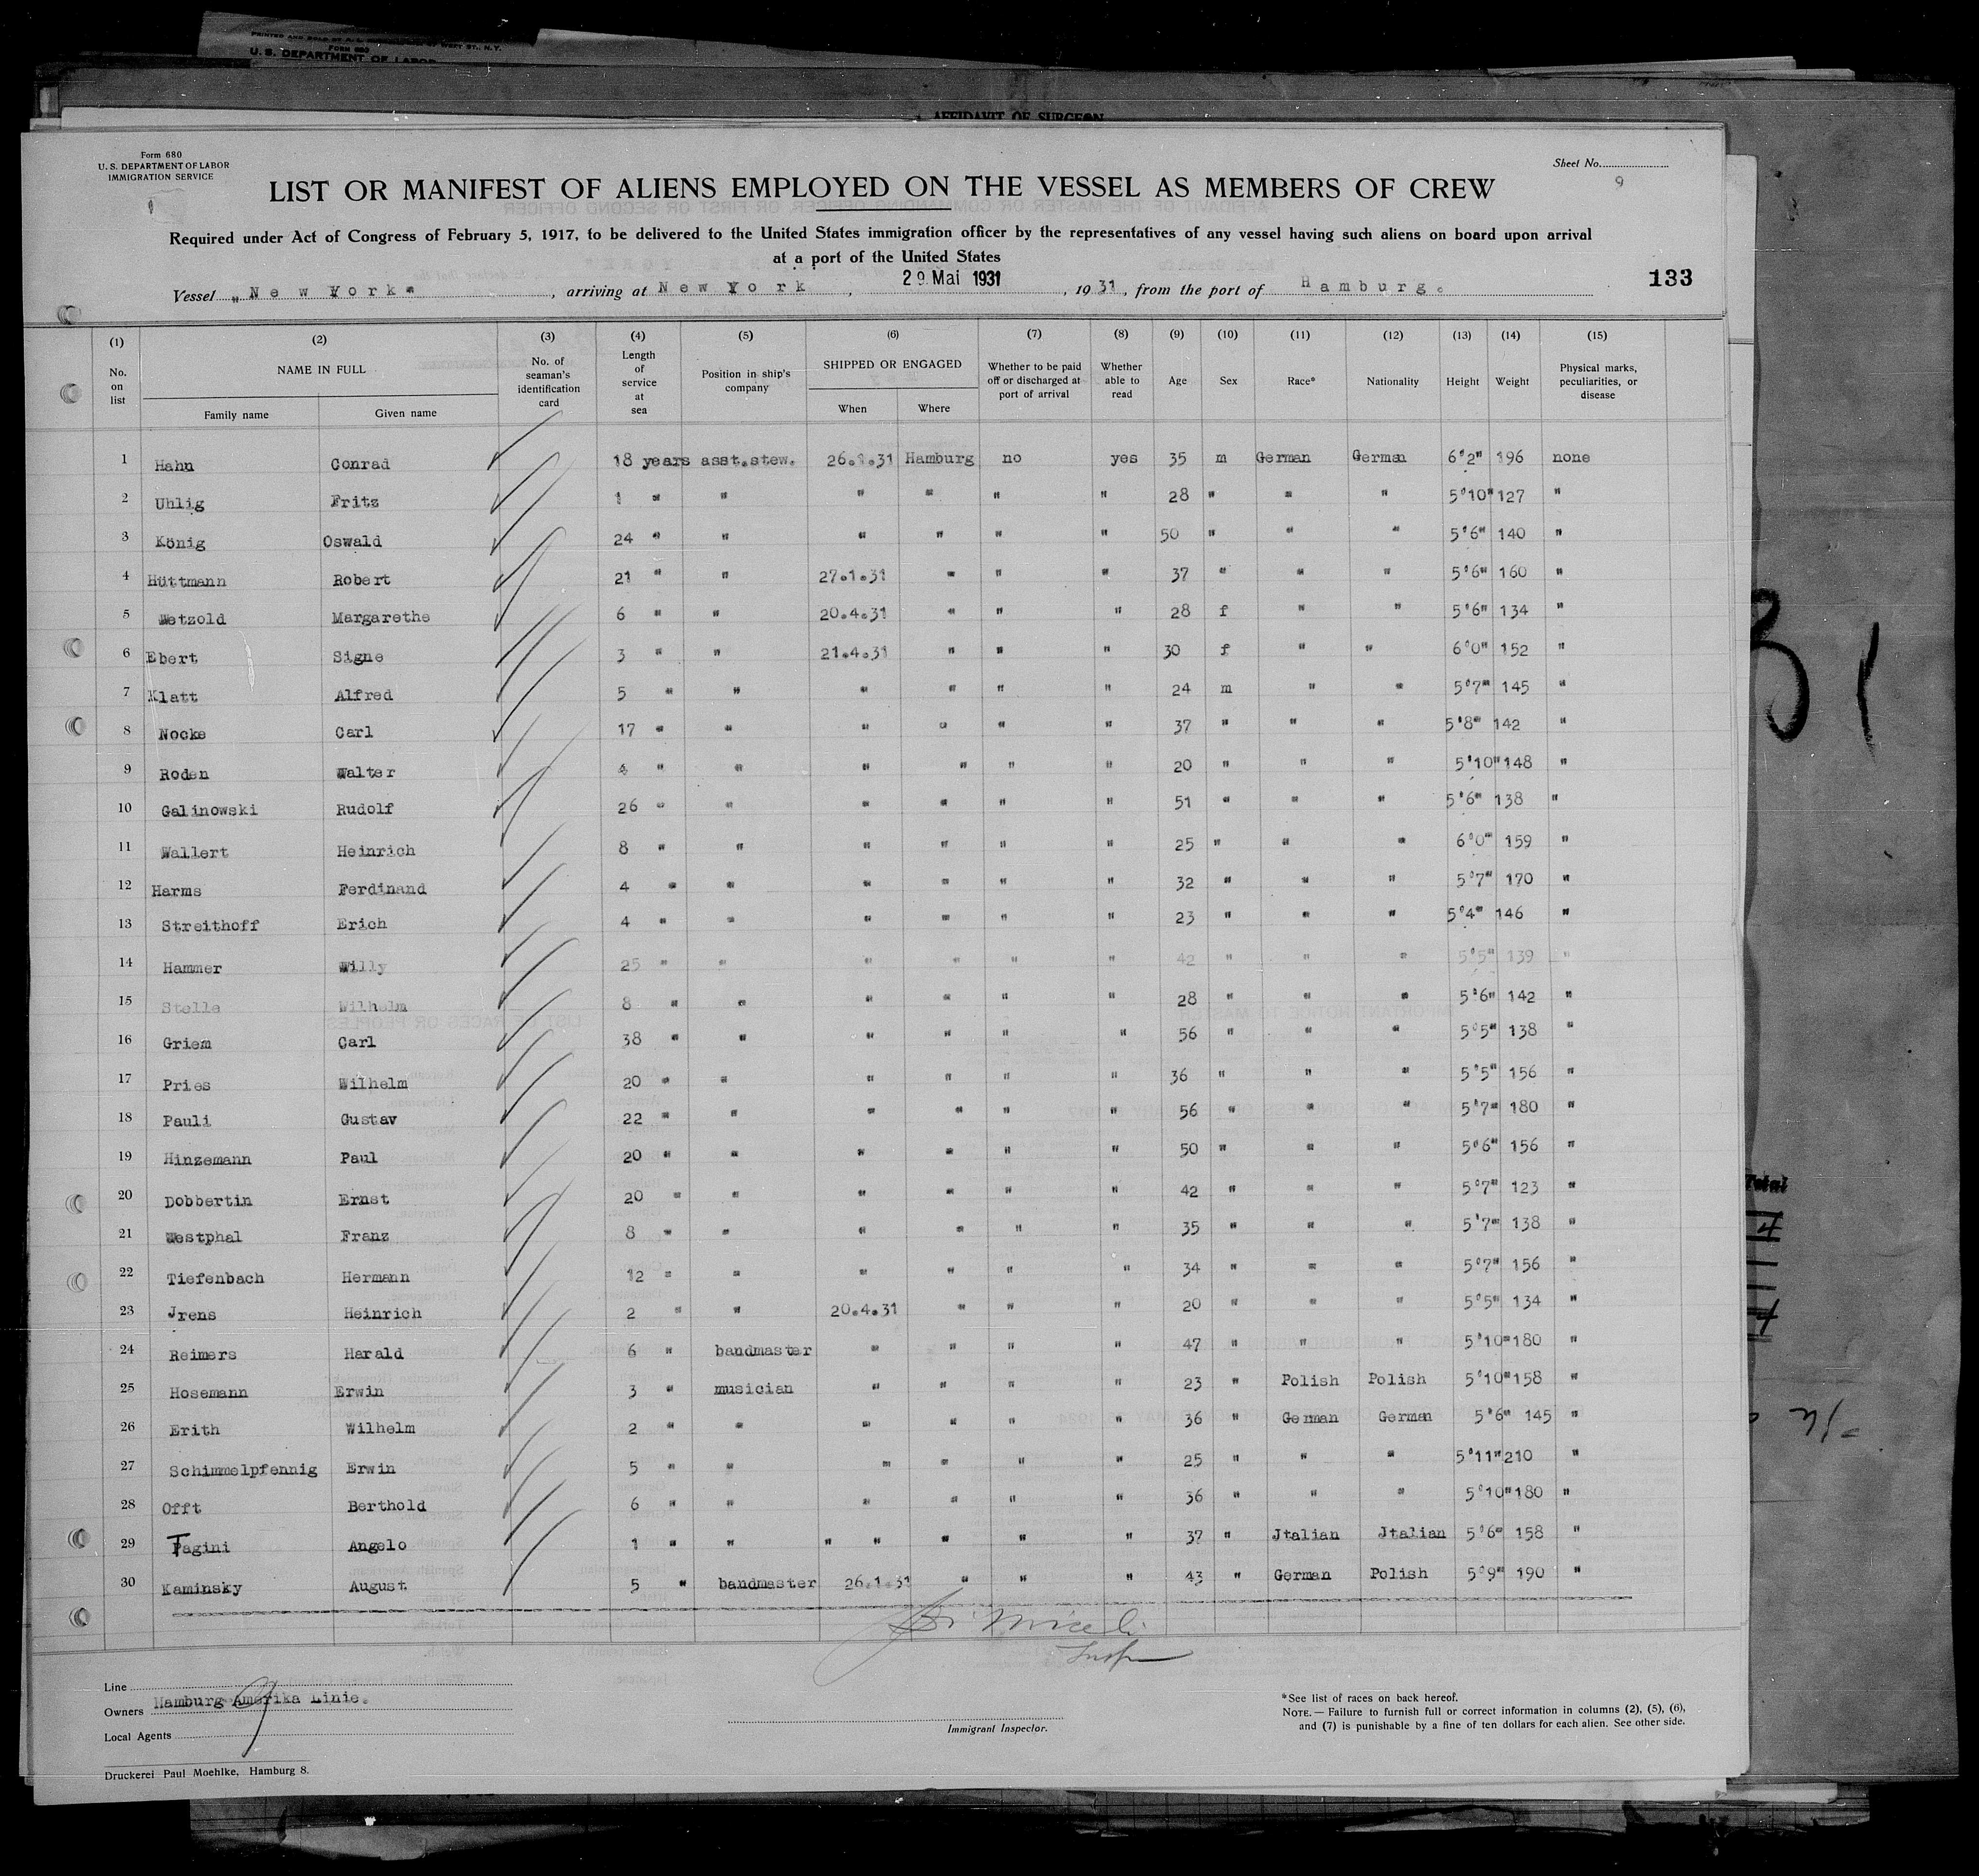 PRINTED AND SOLD BY
WEST ST., N.Y.
FORM 680
U. S. DEPARTMENT OF LABOR
AFFIDAVIT OF SURGEON
Form 680
U. S. DEPARTMENT OF LABOR
IMMIGRATION SERVICE
Sheet No.
9
LIST OR MANIFEST OF ALIENS EMPLOYED ON THE VESSEL AS MEMBERS OF CREW
Required under Act of Congress of February 5, 1917, to be delivered to the United States immigration officer by the representatives of any vessel having such aliens on board upon arrival
at a port of the United States
Vessel "New York", arriving at New York, 29 Mai 1931, 1931, from the port of Hamburg.
133
(1) (2) (3) (4) (5) (6) (7) (8) (9) (10) (11) (12) (13) (14) (15)
No. on list
NAME IN FULL
Family name Given name
No. of seaman's identification card
Length of service at sea
Position in ship's company
SHIPPED OR ENGAGED
When Where
Whether to be paid off or discharged at port of arrival
Whether able to read
Age Sex Race* Nationality Height Weight
Physical marks, peculiarities, or disease
1 Hahn Conrad 18 years asst.stew. 26.1.31 Hamburg no yes 35 m German German 6'2" 196 none
2 Uhlig Fritz 1 " " " " " " 28 " " " 5'10" 127 "
3 König Oswald 24 " " " " " " 50 " " " 5'6" 140 "
4 Hüttmann Robert 21 " " 27.1.31 " " " 37 " " " 5'6" 160 "
5 Wetzold Margarethe 6 " " 20.4.31 " " " 28 f " " 5'6" 134 "
6 Ebert Signe 3 " " 21.4.31 " " " 30 f " " 6'0" 152 "
7 Klatt Alfred 5 " " " " " " 24 m " " 5'7" 145 "
8 Nocke Carl 17 " " " " " " 37 " " " 5'8" 142 "
9 Roden Walter 4 " " " " " " 20 " " " 5'10" 148 "
10 Galinowski Rudolf 26 " " " " " " 51 " " " 5'6" 138 "
11 Wallert Heinrich 8 " " " " " " 25 " " " 6'0" 159 "
12 Harms Ferdinand 4 " " " " " " 32 " " " 5'7" 170 "
13 Streithoff Erich 4 " " " " " " 23 " " " 5'4" 146 "
14 Hammer Willy 25 " " " " " " 42 " " " 5'5" 139 "
15 Stelle Wilhelm 8 " " " " " " 28 " " " 5'6" 142 "
16 Griem Carl 38 " " " " " " 56 " " " 5'5" 138 "
17 Pries Wilhelm 20 " " " " " " 36 " " " 5'5" 156 "
18 Pauli Gustav 22 " " " " " " 56 " " " 5'7" 180 "
19 Hinzemann Paul 20 " " " " " " 50 " " " 5'6" 156 "
20 Dobbertin Ernst 20 " " " " " " 42 " " " 5'7" 123 "
21 Westphal Franz 8 " " " " " " 35 " " " 5'7" 138 "
22 Tiefenbach Hermann 12 " " " " " " 34 " " " 5'7" 156 "
23 Jrens Heinrich 2 " " 20.4.31 " " " 20 " " " 5'5" 134 "
24 Reimers Harald 6 " bandmaster " " " " 47 " " " 5'10" 180 "
25 Hosemann Erwin 3 " musician " " " " 23 " Polish Polish 5'10" 158 "
26 Erith Wilhelm 2 " " " " " " 36 " German German 5'6" 145 "
27 Schimmelpfennig Erwin 5 " " " " " " 25 " " " 5'11" 210 "
28 Offt Berthold 6 " " " " " " 36 " " " 5'10" 180 "
29 Tagini Angelo 1 " " " " " " " 37 " Jtalian Jtalian 5'6" 158 "
30 Kaminsky August 5 " bandmaster 26.1.31 " " " 43 " German Polish 5'9" 190 "
Insp
Line
Owners Hamburg Amerika Linie.
Local Agents
Immigrant Inspector.
*See list of races on back hereof.
NOTE. — Failure to furnish full or correct information in columns (2), (5), (6),
and (7) is punishable by a fine of ten dollars for each alien. See other side.
Druckerei Paul Moehlke, Hamburg 8.
Total